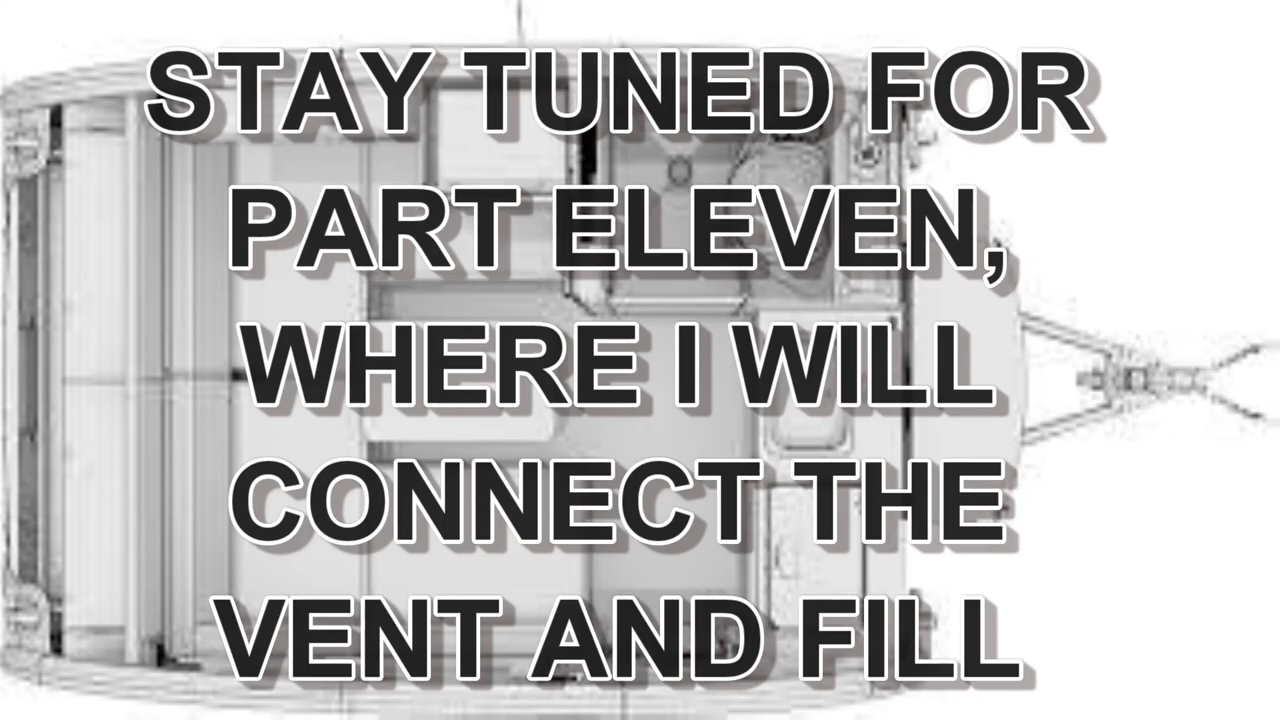 STAY TUNED FOR
PART ELEVEN,
WHERE I WILL
CONNECT THE
VENT AND FILL